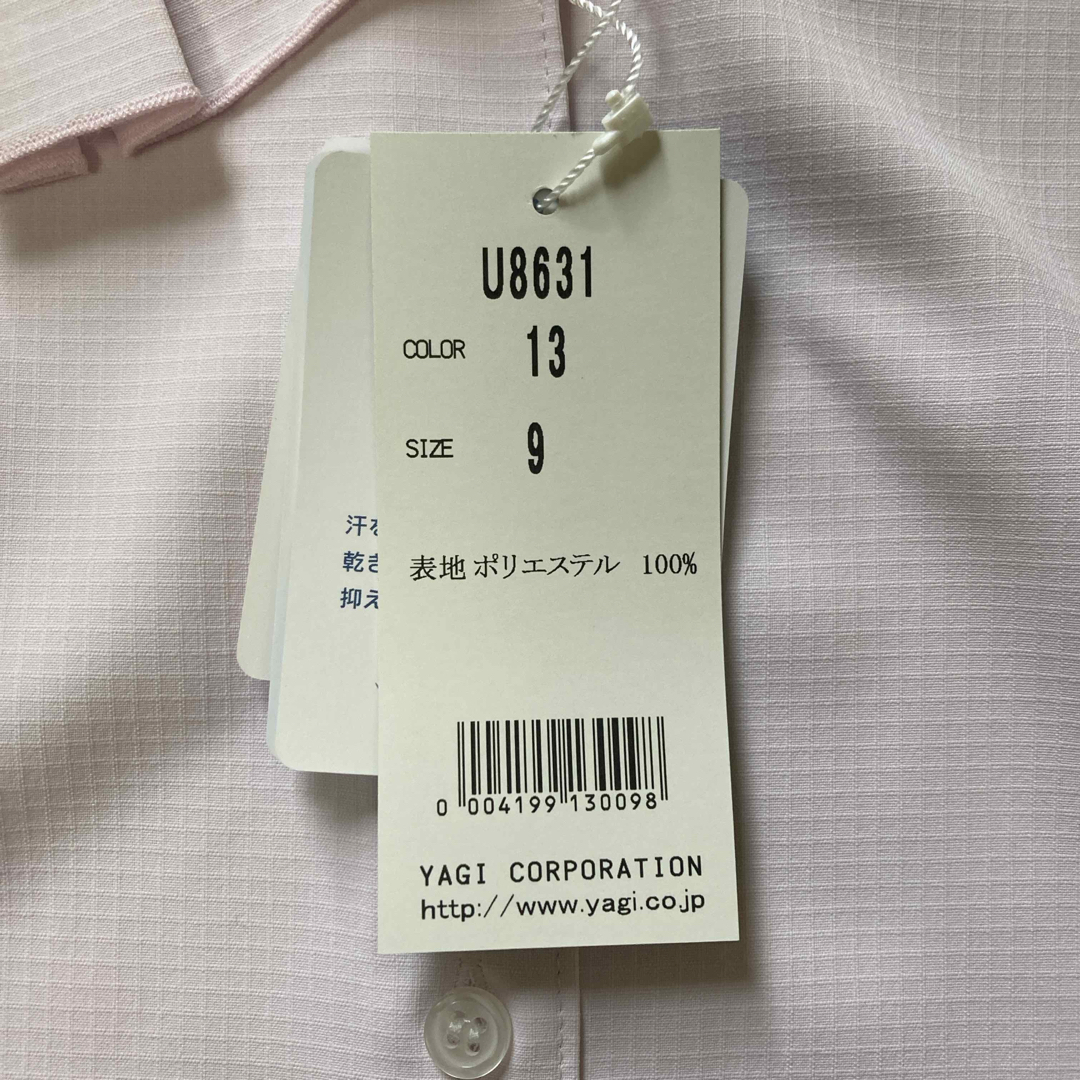 U8631
COLOR 13
SIZE 9
表地 ポリエステル 100%
0 004199 130098
YAGI CORPORATION
http://www.yagi.co.jp
汗を
乾き
抑え